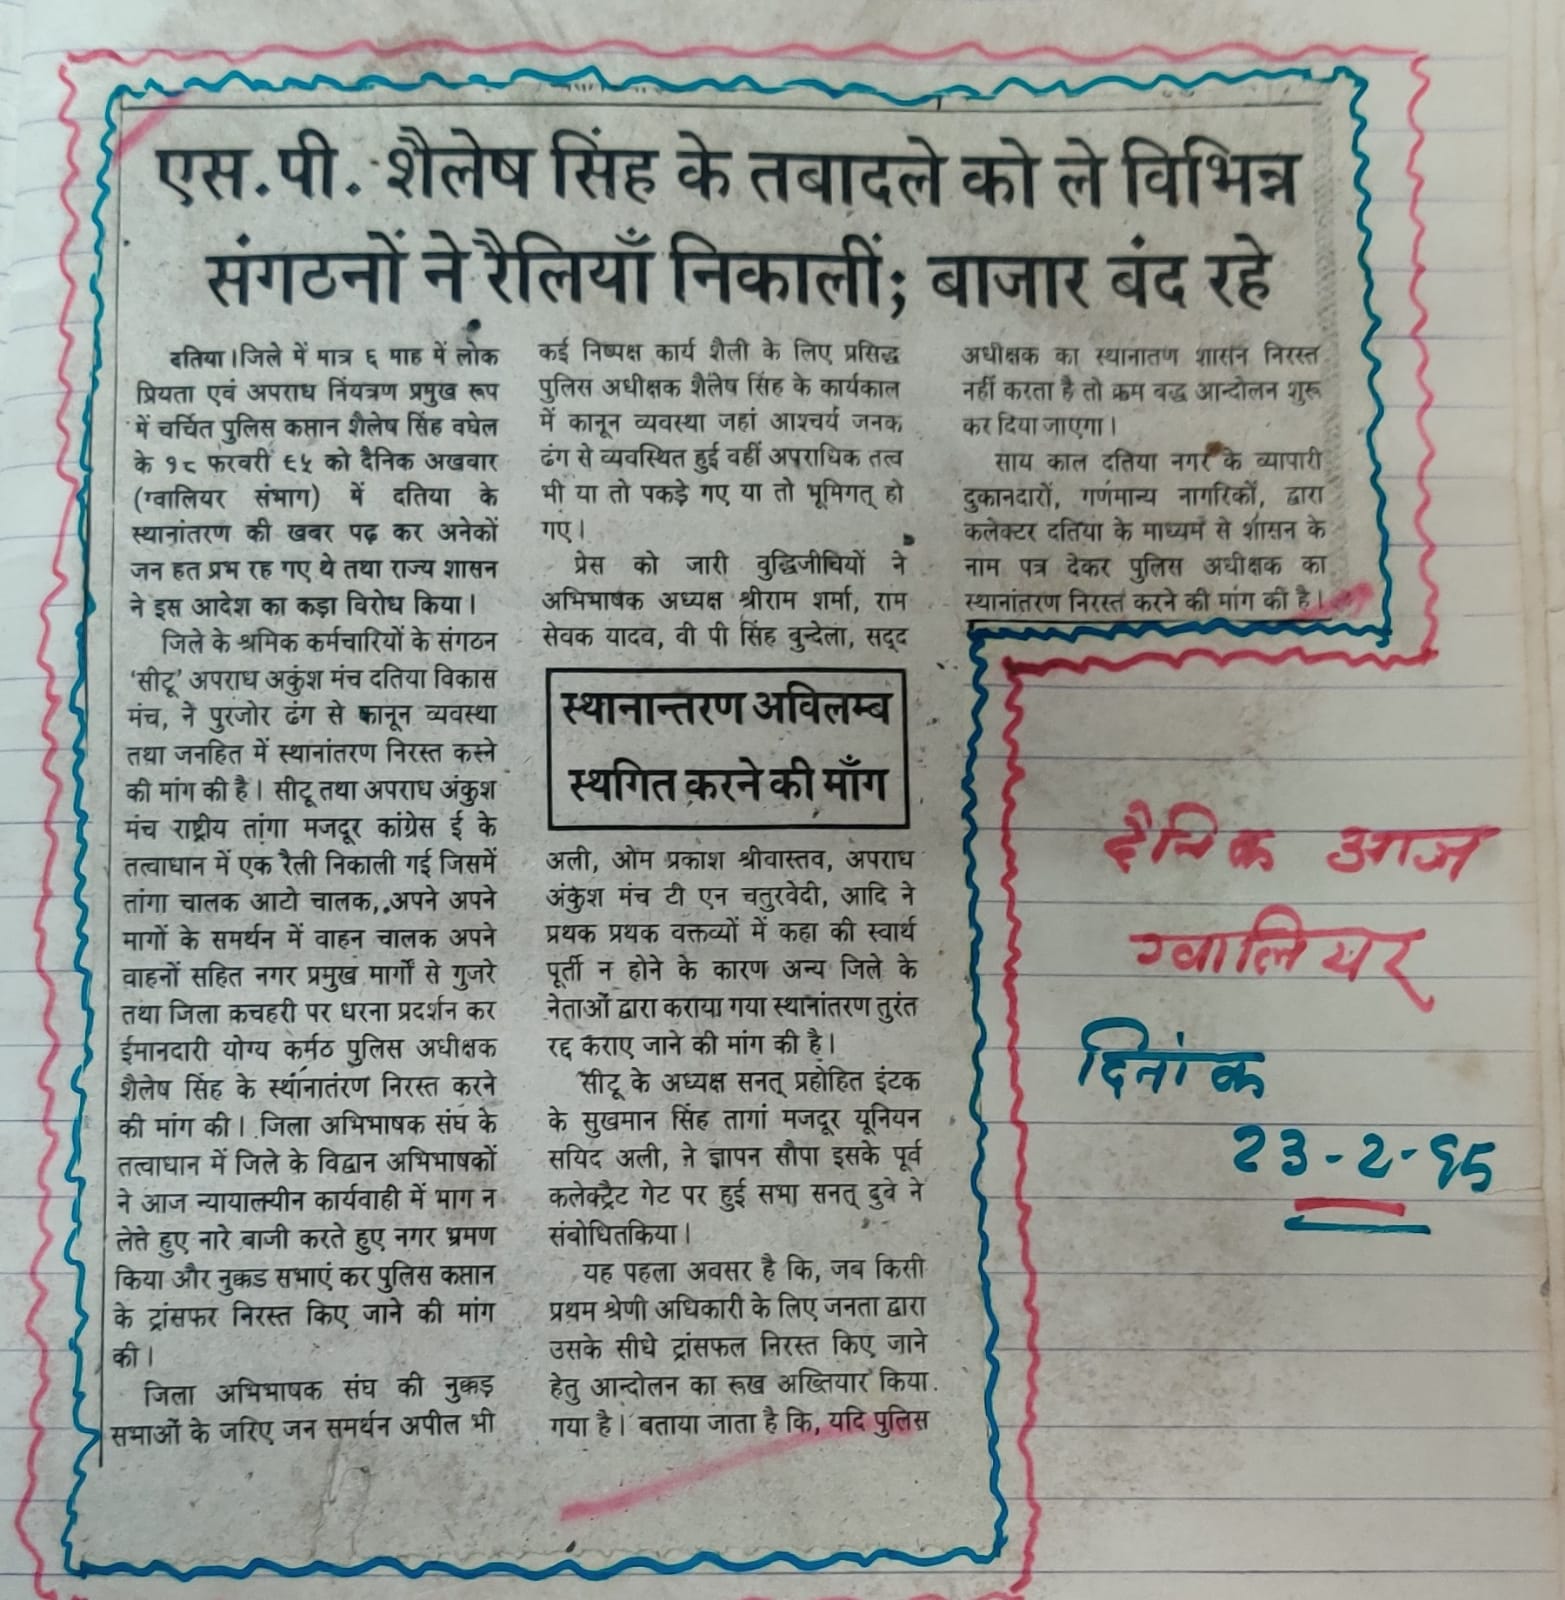 एस.पी. शैलेष सिंह के तबादले को ले विभिन्न
संगठनों ने रैलियाँ निकालीं; बाजार बंद रहे
दतिया। जिले में मात्र ६ माह में लोक
प्रियता एवं अपराध नियंत्रण प्रमुख रूप
में चर्चित पुलिस कप्तान शैलेष सिंह वघेल
के १८ फरवरी ९५ को दैनिक अखवार
(ग्वालियर संभाग) में दतिया के
स्थानांतरण की खबर पढ़ कर अनेकों
जन हत प्रभ रह गए थे तथा राज्य शासन
ने इस आदेश का कड़ा विरोध किया।
जिले के श्रमिक कर्मचारियों के संगठन
'सीटू' अपराध अकुंश मंच दतिया विकास
मंच, ने पुरजोर ढंग से कानून व्यवस्था
तथा जनहित में स्थानांतरण निरस्त कस्ने
की मांग की है। सीटू तथा अपराध अंकुश
मंच राष्ट्रीय तांगा मजदूर कांग्रेस ई के
तत्वाधान में एक रैली निकाली गई जिसमें
तांगा चालक आटो चालक,.अपने अपने
मागों के समर्थन में वाहन चालक अपने
वाहनों सहित नगर प्रमुख मार्गों से गुजरे
तथा जिला कचहरी पर धरना प्रदर्शन कर
ईमानदारी योग्य कर्मठ पुलिस अधीक्षक
शैलेष सिंह के स्थांनातंरण निरस्त करने
की मांग की। जिला अभिभाषक संघ के
तत्वाधान में जिले के विद्वान अभिभाषकों
ने आज न्यायाल्यीन कार्यवाही में भाग न
लेते हुए नारे बाजी करते हुए नगर भ्रमण
किया और नुक्कड सभाएं कर पुलिस कप्तान
के ट्रांसफर निरस्त किए जाने की मांग
की।
जिला अभिभाषक संघ की नुक्कड़
सभाओं के जरिए जन समर्थन अपील भी
कई निष्पक्ष कार्य शैली के लिए प्रसिद्ध
पुलिस अधीक्षक शैलेष सिंह के कार्यकाल
में कानून व्यवस्था जहां आश्चर्य जनक
ढंग से व्यवस्थित हुई वहीं अपराधिक तत्व
भी या तो पकड़े गए या तो भूमिगत् हो
गए।
प्रेस को जारी वुद्धिजीवियों ने
अभिभाषक अध्यक्ष श्रीराम शर्मा, राम
सेवक यादव, वी पी सिंह बुन्देला, सद्द
स्थानान्तरण अविलम्ब
स्थगित करने की माँग
अली, ओम प्रकाश श्रीवास्तव, अपराध
अंकुश मंच टी एन चतुरवेदी, आदि ने
प्रथक प्रथक वक्तव्यों में कहा की स्वार्थ
पूर्ती न होने के कारण अन्य जिले के
नेताओं द्वारा कराया गया स्थानांतरण तुरंत
रद्द कराए जाने की मांग की है।
सीटू के अध्यक्ष सनत् प्रहोहित इंटक
के सुखमान सिंह तागां मजदूर यूनियन
सयिद अली, ने ज्ञापन सौपा इसके पूर्व
कलेक्ट्रैट गेट पर हुई सभा सनत् दुवे ने
संबोधितकिया।
यह पहला अवसर है कि, जब किसी
प्रथम श्रेणी अधिकारी के लिए जनता द्वारा
उसके सीधे ट्रांसफल निरस्त किए जाने
हेतु आन्दोलन का रूख अख्तियार किया.
गया है। बताया जाता है कि, यदि पुलिस
अधीक्षक का स्थानातण शासन निरस्त
नहीं करता है तो क्रम बद्ध आन्दोलन शुरू
कर दिया जाएगा।
साय काल दतिया नगर के व्यापारी
दुकानदारों, गणंमान्य नागरिकों, द्वारा
कलेक्टर दतिया के माध्यम से शासन के
नाम पत्र देकर पुलिस अधीक्षक का
स्थानांतरण निरस्त करने की मांग की है।
दैनिक आज
ग्वालियर
दिनांक
23-2-९5